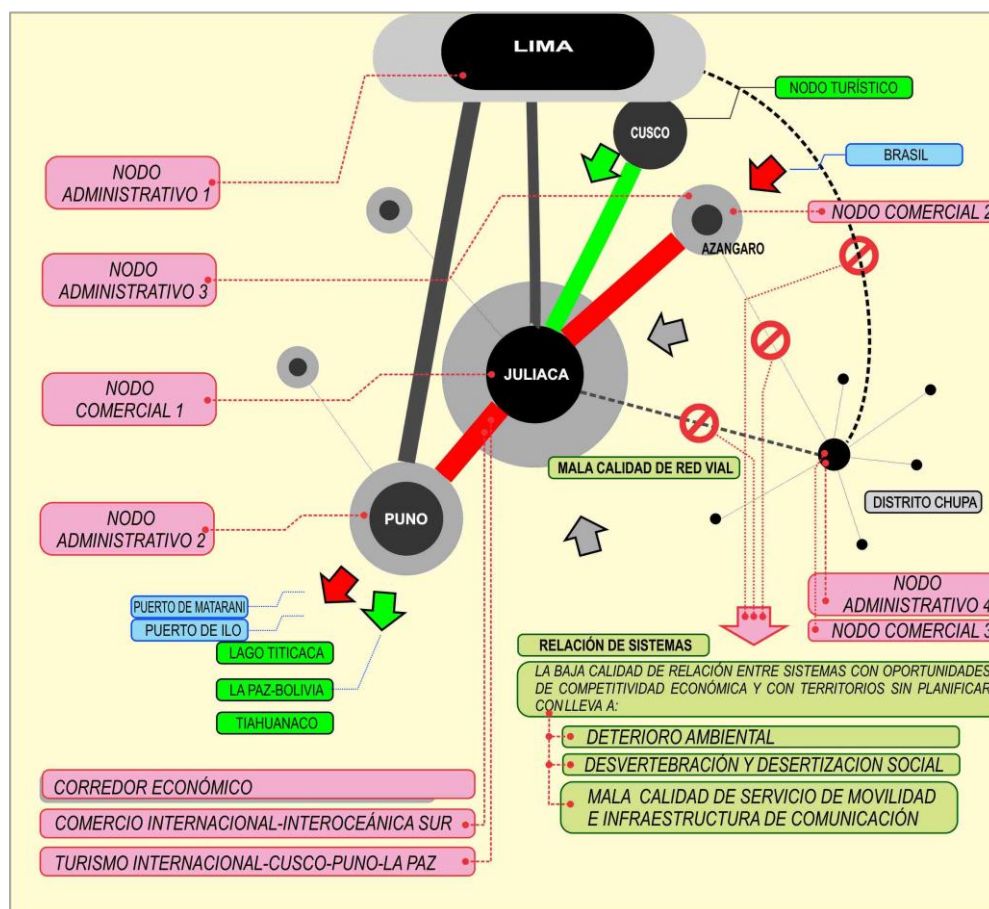 LIMA
NODO TURÍSTICO
CUSCO
BRASIL
NODO
ADMINISTRATIVO 1
NODO COMERCIAL 2
AZANGARO
NODO
ADMINISTRATIVO 3
JULIACA
NODO
COMERCIAL 1
MALA CALIDAD DE RED VIAL
DISTRITO CHUPA
PUNO
NODO
ADMINISTRATIVO 2
NODO
ADMINISTRATIVO 4
NODO COMERCIAL 3
PUERTO DE MATARANI
PUERTO DE ILO
LAGO TITICACA
LA PAZ-BOLIVIA
TIAHUANACO
RELACIÓN DE SISTEMAS
LA BAJA CALIDAD DE RELACIÓN ENTRE SISTEMAS CON OPORTUNIDADES
DE COMPETITIVIDAD ECONÓMICA Y CON TERRITORIOS SIN PLANIFICAR
CONLLEVA A:
DETERIORO AMBIENTAL
DESVERTEBRACIÓN Y DESERTIZACION SOCIAL
MALA CALIDAD DE SERVICIO DE MOVILIDAD
E INFRAESTRUCTURA DE COMUNICACIÓN
CORREDOR ECONÓMICO
COMERCIO INTERNACIONAL-INTEROCEÁNICA SUR
TURISMO INTERNACIONAL-CUSCO-PUNO-LA PAZ